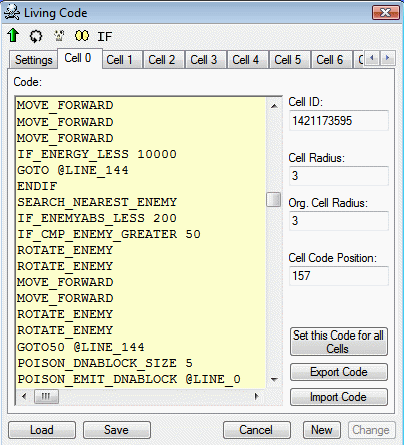 Living Code
IF
Settings Cell 0 Cell 1 Cell 2 Cell 3 Cell 4 Cell 5 Cell 6
Code:
MOVE_FORWARD
MOVE_FORWARD
MOVE_FORWARD
IF_ENERGY_LESS 10000
GOTO @LINE_144
ENDIF
SEARCH_NEAREST_ENEMY
IF_ENEMYABS_LESS 200
IF_CMP_ENEMY_GREATER 50
ROTATE_ENEMY
ROTATE_ENEMY
MOVE_FORWARD
MOVE_FORWARD
ROTATE_ENEMY
ROTATE_ENEMY
GOTO50 @LINE_144
POISON_DNABLOCK_SIZE 5
POISON_EMIT_DNABLOCK @LINE_0
Cell ID:
1421173595
Cell Radius:
3
Org. Cell Radius:
3
Cell Code Position:
157
Set this Code for all
Cells
Export Code
Import Code
Load Save Cancel New Change